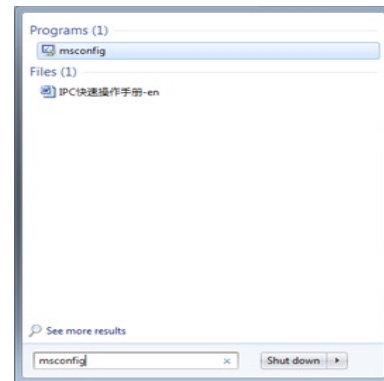 Programs (1)
msconfig
Files (1)
IPC快速操作手册-en
See more results
msconfig
Shut down